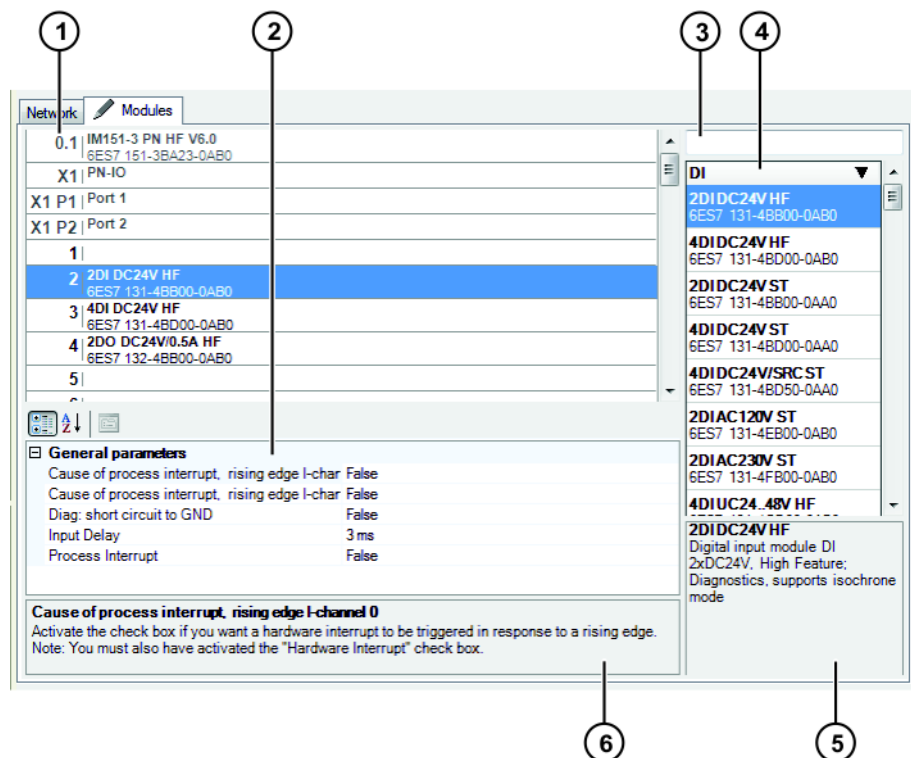 1 2 3 4
Network Modules
0.1 IM151-3 PN HF V6.0
6ES7 151-3BA23-0AB0
X1 PN-IO
X1 P1 Port 1
X1 P2 Port 2
1
2 2DI DC24V HF
6ES7 131-4BB00-0AB0
3 4DI DC24V HF
6ES7 131-4BD00-0AB0
4 2DO DC24V/0.5A HF
6ES7 132-4BB00-0AB0
5
DI
2DI DC24V HF
6ES7 131-4BB00-0AB0
4DI DC24V HF
6ES7 131-4BD00-0AB0
2DI DC24V ST
6ES7 131-4BB00-0AA0
4DI DC24V ST
6ES7 131-4BD00-0AA0
4DI DC24V/SRC ST
6ES7 131-4BD50-0AA0
2DI AC120V ST
6ES7 131-4EB00-0AB0
2DI AC230V ST
6ES7 131-4FB00-0AB0
4DI UC24..48V HF
General parameters
Cause of process interrupt, rising edge I-char False
Cause of process interrupt, rising edge I-char False
Diag: short circuit to GND False
Input Delay 3 ms
Process Interrupt False
Cause of process interrupt, rising edge I-channel 0
Activate the check box if you want a hardware interrupt to be triggered in response to a rising edge.
Note: You must also have activated the "Hardware Interrupt" check box.
2DI DC24V HF
Digital input module DI
2xDC24V, High Feature;
Diagnostics, supports isochrone
mode
6 5